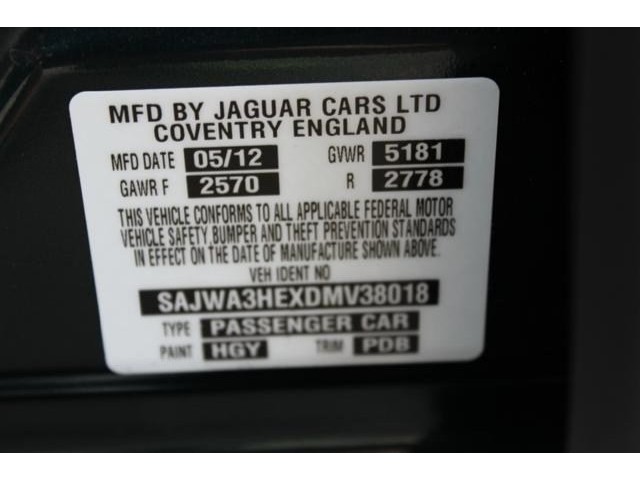 MFD BY JAGUAR CARS LTD
COVENTRY ENGLAND
MFD DATE 05/12 GVWR 5181
GAWR F 2570 R 2778
THIS VEHICLE CONFORMS TO ALL APPLICABLE FEDERAL MOTOR
VEHICLE SAFETY, BUMPER AND THEFT PREVENTION STANDARDS
IN EFFECT ON THE DATE OF MANUFACTURE SHOWN ABOVE.
VEH IDENT NO
SAJWA3HEXDMV38018
TYPE PASSENGER CAR
PAINT HGY TRIM PDB